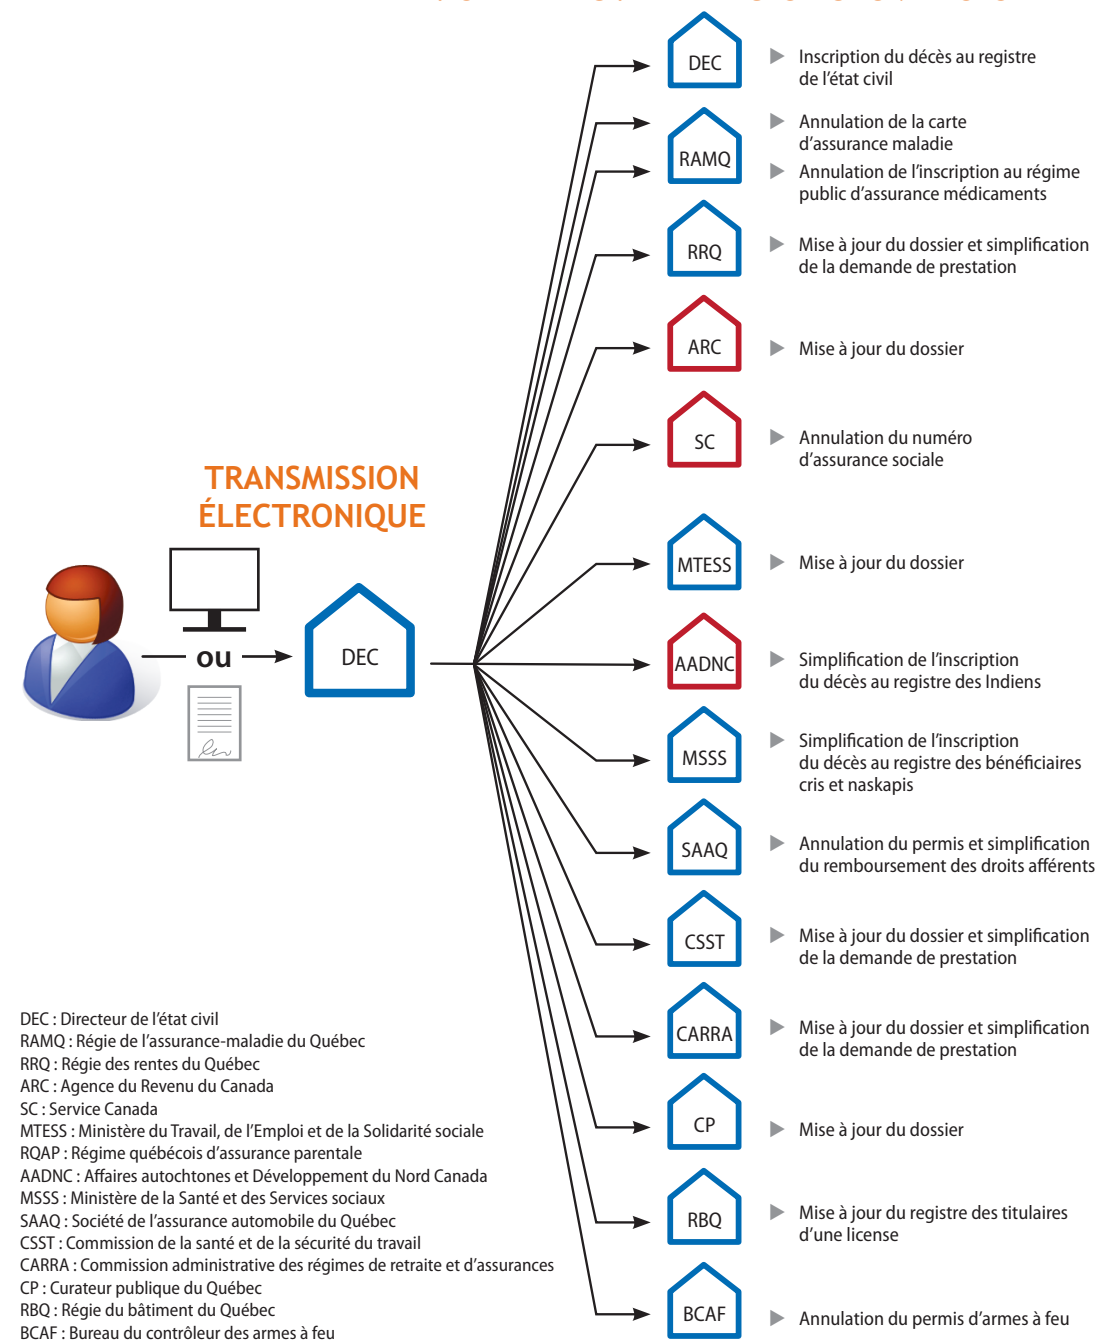 DEC
Inscription du décès au registre
de l'état civil
RAMQ
Annulation de la carte
d'assurance maladie
Annulation de l'inscription au régime
public d'assurance médicaments
RRQ
Mise à jour du dossier et simplification
de la demande de prestation
ARC
Mise à jour du dossier
SC
Annulation du numéro
d'assurance sociale
TRANSMISSION
ÉLECTRONIQUE
ou
DEC
MTESS
Mise à jour du dossier
AADNC
Simplification de l'inscription
du décès au registre des Indiens
MSSS
Simplification de l'inscription
du décès au registre des bénéficiaires
cris et naskapis
SAAQ
Annulation du permis et simplification
du remboursement des droits afférents
CSST
Mise à jour du dossier et simplification
de la demande de prestation
CARRA
Mise à jour du dossier et simplification
de la demande de prestation
CP
Mise à jour du dossier
RBQ
Mise à jour du registre des titulaires
d'une license
BCAF
Annulation du permis d'armes à feu
DEC : Directeur de l'état civil
RAMQ : Régie de l'assurance-maladie du Québec
RRQ : Régie des rentes du Québec
ARC : Agence du Revenu du Canada
SC : Service Canada
MTESS : Ministère du Travail, de l'Emploi et de la Solidarité sociale
RQAP : Régime québécois d'assurance parentale
AADNC : Affaires autochtones et Développement du Nord Canada
MSSS : Ministère de la Santé et des Services sociaux
SAAQ : Société de l'assurance automobile du Québec
CSST : Commission de la santé et de la sécurité du travail
CARRA : Commission administrative des régimes de retraite et d'assurances
CP : Curateur publique du Québec
RBQ : Régie du bâtiment du Québec
BCAF : Bureau du contrôleur des armes à feu